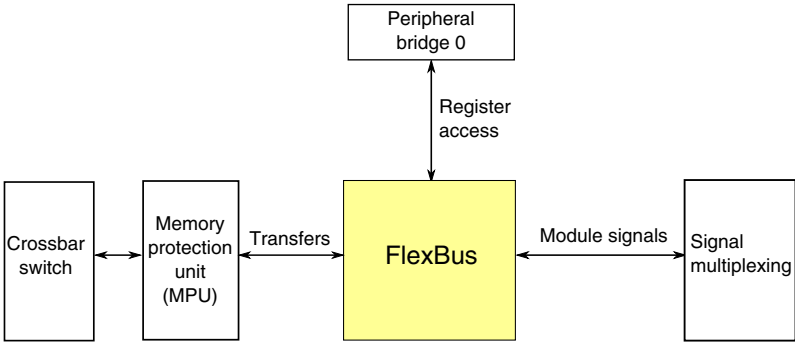 Peripheral
bridge 0
Register
access
Crossbar
switch
Memory
protection
unit
(MPU)
Transfers
FlexBus
Module signals
Signal
multiplexing